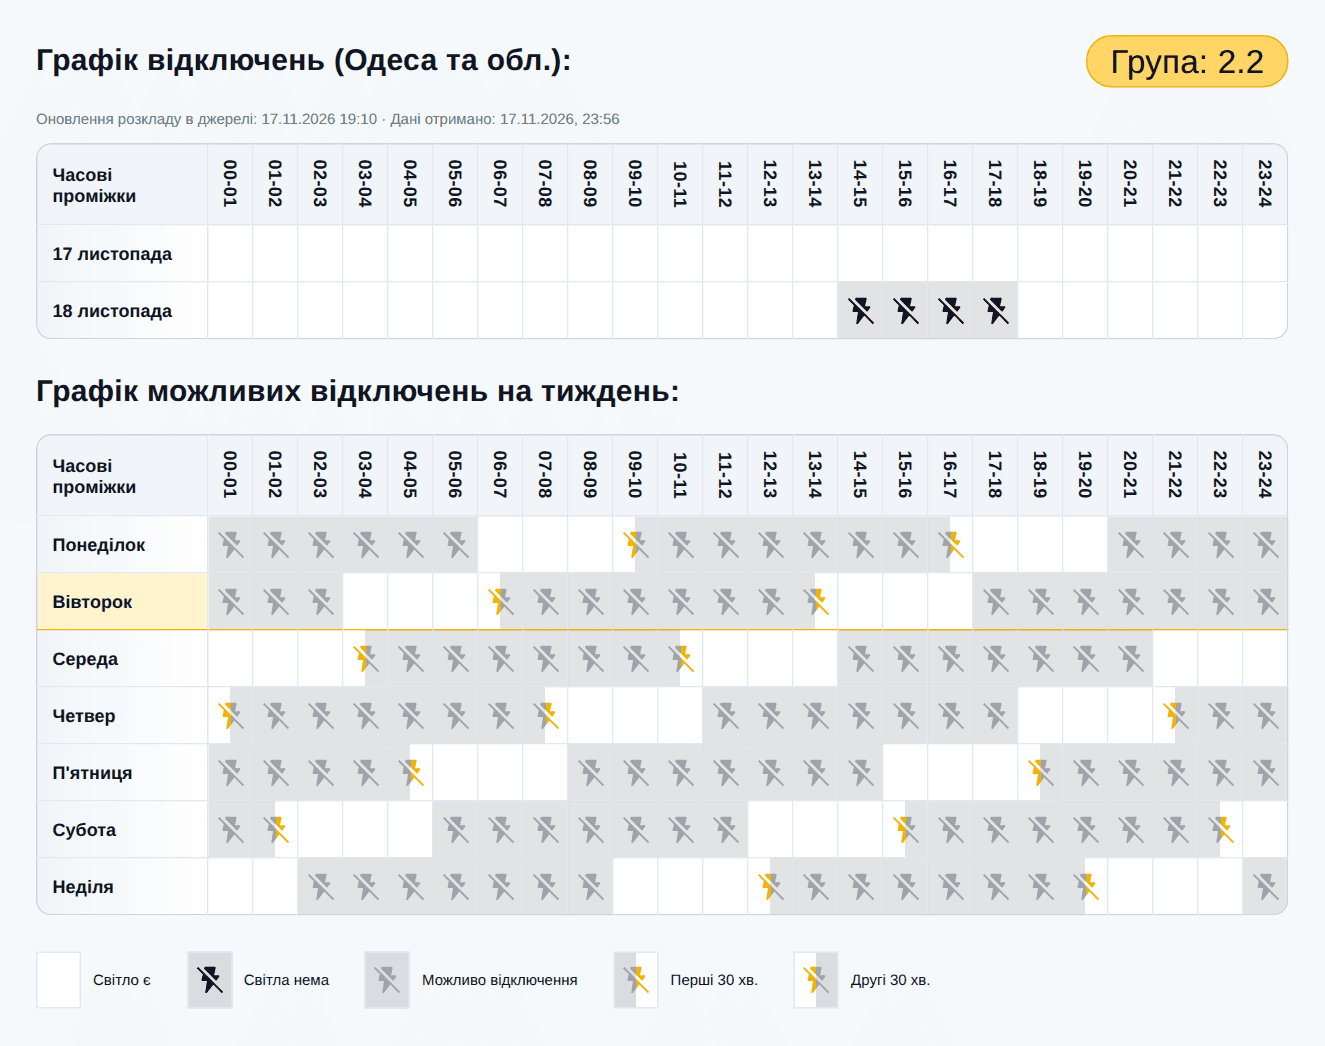 Графік відключень (Одеса та обл.):
Група: 2.2
Оновлення розкладу в джерелі: 17.11.2026 19:10 · Дані отримано: 17.11.2026, 23:56
Часові проміжки 00-01 01-02 02-03 03-04 04-05 05-06 06-07 07-08 08-09 09-10 10-11 11-12 12-13 13-14 14-15 15-16 16-17 17-18 18-19 19-20 20-21 21-22 22-23 23-24
17 листопада
18 листопада
Графік можливих відключень на тиждень:
Часові проміжки 00-01 01-02 02-03 03-04 04-05 05-06 06-07 07-08 08-09 09-10 10-11 11-12 12-13 13-14 14-15 15-16 16-17 17-18 18-19 19-20 20-21 21-22 22-23 23-24
Понеділок
Вівторок
Середа
Четвер
П'ятниця
Субота
Неділя
Світло є Світла нема Можливо відключення Перші 30 хв. Другі 30 хв.